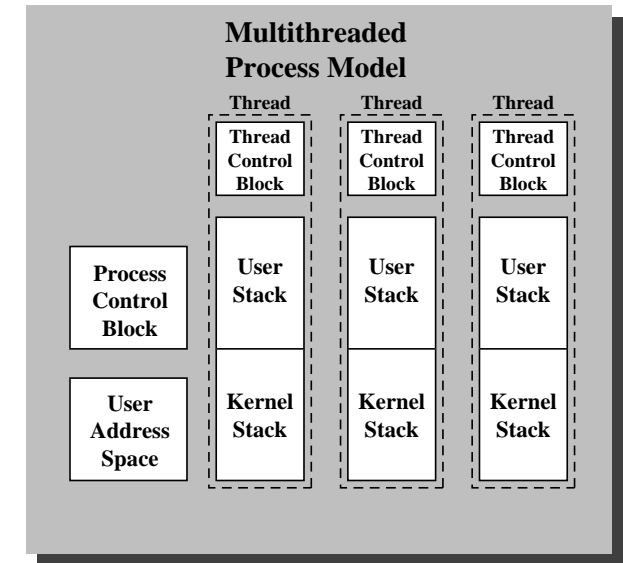 Multithreaded
Process Model
Thread
Thread
Control
Block
User
Stack
Kernel
Stack
Thread
Thread
Control
Block
User
Stack
Kernel
Stack
Thread
Thread
Control
Block
User
Stack
Kernel
Stack
Process
Control
Block
User
Address
Space